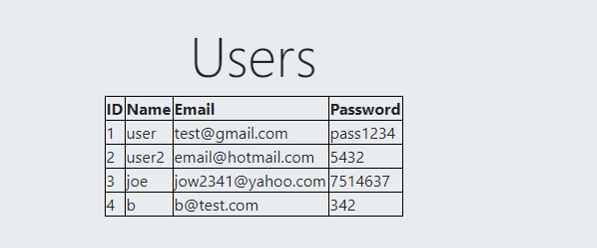 Users
ID Name Email Password
1 user test@gmail.com pass1234
2 user2 email@hotmail.com 5432
3 joe jow2341@yahoo.com 7514637
4 b b@test.com 342